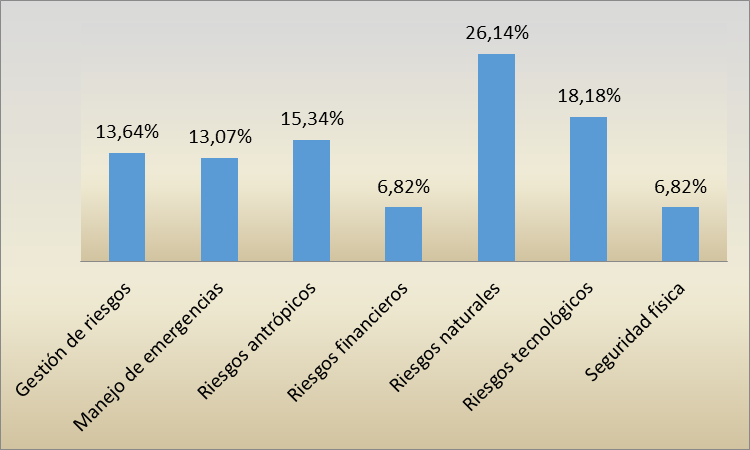 26,14%
18,18%
15,34%
13,64%
13,07%
6,82%
6,82%
Gestión de riesgos
Manejo de emergencias
Riesgos antrópicos
Riesgos financieros
Riesgos naturales
Riesgos tecnológicos
Seguridad física